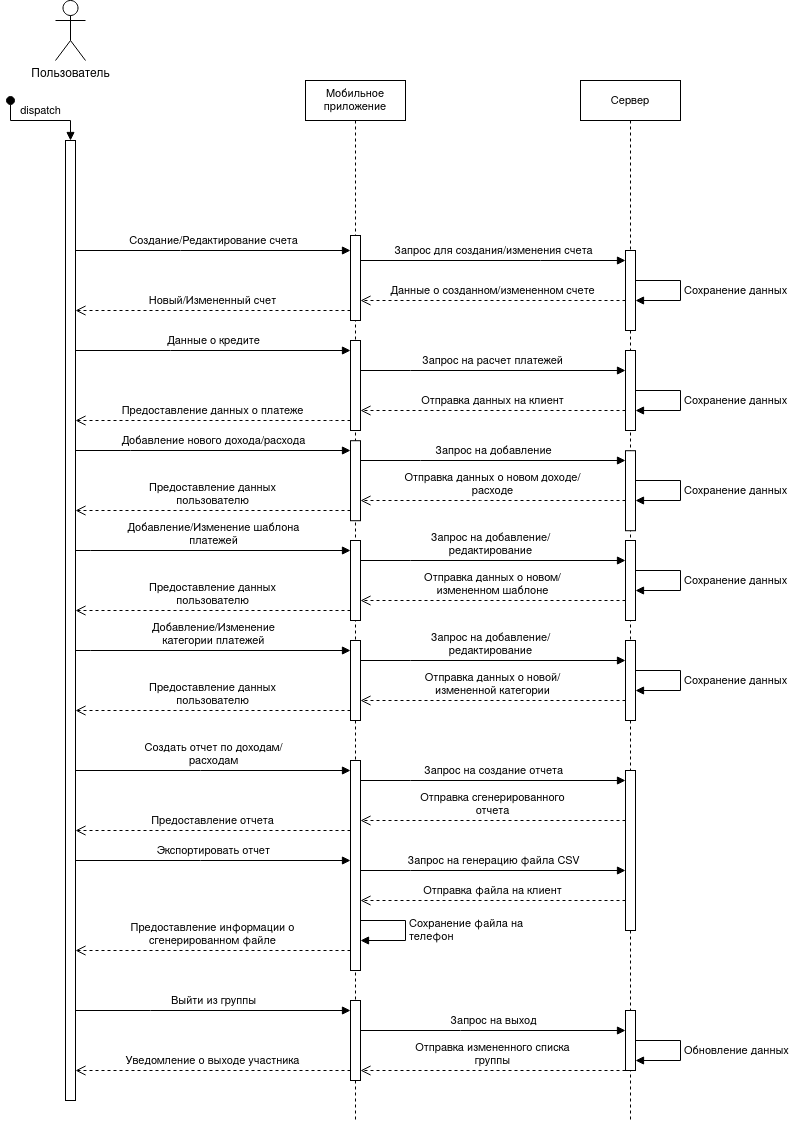 Пользователь
dispatch
Мобильное
приложение
Сервер
Создание/Редактирование счета
Запрос для создания/изменения счета
Данные о созданном/измененном счете
Сохранение данных
Новый/Измененный счет
Данные о кредите
Запрос на расчет платежей
Отправка данных на клиент
Сохранение данных
Предоставление данных о платеже
Добавление нового дохода/расхода
Запрос на добавление
Отправка данных о новом доходе/
расходе
Сохранение данных
Предоставление данных
пользователю
Добавление/Изменение шаблона
платежей
Запрос на добавление/
редактирование
Отправка данных о новом/
измененном шаблоне
Сохранение данных
Предоставление данных
пользователю
Добавление/Изменение
категории платежей
Запрос на добавление/
редактирование
Отправка данных о новой/
измененной категории
Сохранение данных
Предоставление данных
пользователю
Создать отчет по доходам/
расходам
Запрос на создание отчета
Отправка сгенерированного
отчета
Предоставление отчета
Экспортировать отчет
Запрос на генерацию файла CSV
Отправка файла на клиент
Сохранение файла на
телефон
Предоставление информации о
сгенерированном файле
Выйти из группы
Запрос на выход
Отправка измененного списка
группы
Обновление данных
Уведомление о выходе участника